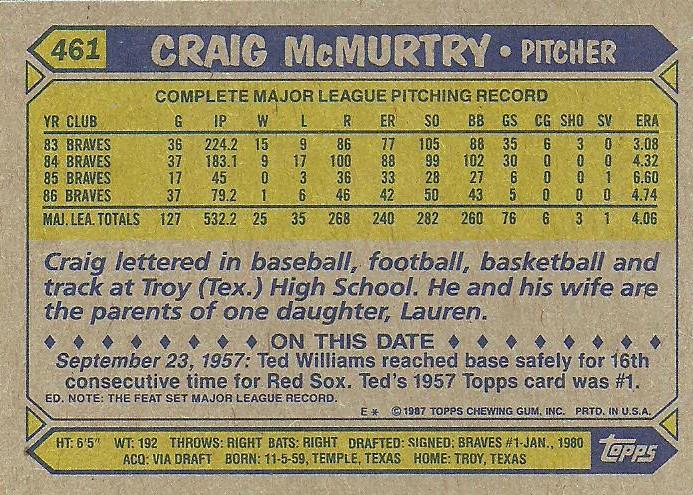 461 CRAIG McMURTRY • PITCHER
COMPLETE MAJOR LEAGUE PITCHING RECORD
YR CLUB G IP W L R ER SO BB GS CG SHO SV ERA
83 BRAVES 36 224.2 15 9 86 77 105 88 35 6 3 0 3.08
84 BRAVES 37 183.1 9 17 100 88 99 102 30 0 0 0 4.32
85 BRAVES 17 45 0 3 36 33 28 27 6 0 0 1 6.60
86 BRAVES 37 79.2 1 6 46 42 50 43 5 0 0 0 4.74
MAJ. LEA. TOTALS 127 532.2 25 35 268 240 282 260 76 6 3 1 4.06
Craig lettered in baseball, football, basketball and
track at Troy (Tex.) High School. He and his wife are
the parents of one daughter, Lauren.
♦ ♦ ♦ ♦ ♦ ♦ ♦ ♦ ON THIS DATE ♦ ♦ ♦ ♦ ♦ ♦ ♦ ♦
September 23, 1957: Ted Williams reached base safely for 16th
consecutive time for Red Sox. Ted's 1957 Topps card was #1.
ED. NOTE: THE FEAT SET MAJOR LEAGUE RECORD.
E * ©1987 TOPPS CHEWING GUM, INC. PRTD. IN U.S.A.
HT: 6'5" WT: 192 THROWS: RIGHT BATS: RIGHT DRAFTED: SIGNED: BRAVES #1-JAN., 1980
ACQ: VIA DRAFT BORN: 11-5-59, TEMPLE, TEXAS HOME: TROY, TEXAS
Topps